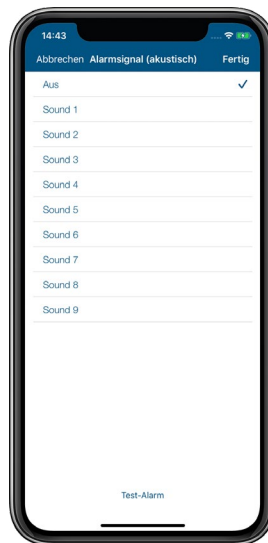 14:43
Abbrechen Alarmsignal (akustisch) Fertig
Aus
Sound 1
Sound 2
Sound 3
Sound 4
Sound 5
Sound 6
Sound 7
Sound 8
Sound 9
Test-Alarm